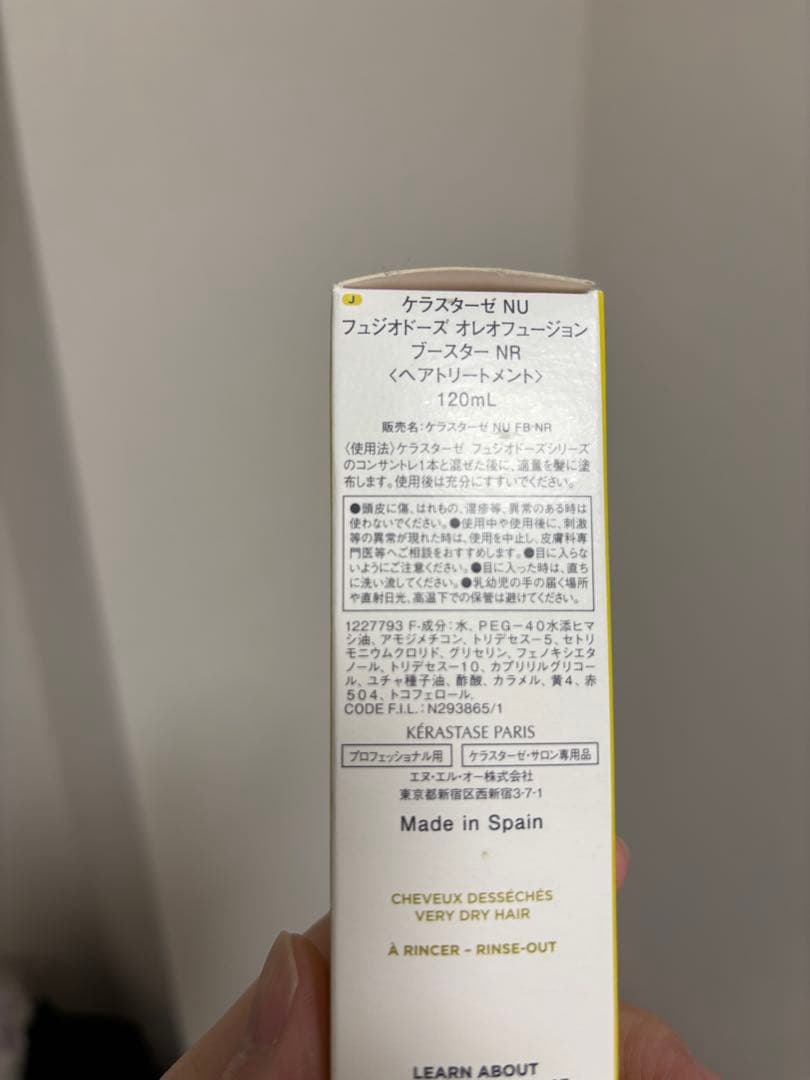 J
ケラスターゼ NU
フュジオドーズ オレオフュージョン
ブースター NR
〈ヘアトリートメント〉
120mL
販売名:ケラスターゼ NU FB NR
〈使用法〉ケラスターゼ フュジオドーズシリーズ
のコンサントレ1本と混ぜた後に、適量を髪に塗
布します。使用後は充分にすすいでください。
●頭皮に傷、はれもの、湿疹等、異常のある時は
使わないでください。●使用中や使用後に、刺激
等の異常が現れた時は、使用を中止し、皮膚科専
門医等へご相談をおすすめします。●目に入らな
いようにご注意ください。●目に入った時は、直ち
に洗い流してください。●乳幼児の手の届く場所
や直射日光、高温下での保管は避けてください。
1227793 F-成分:水、PEG-40水添ヒマ
シ油、アモジメチコン、トリデセス-5、セトリ
モニウムクロリド、グリセリン、フェノキシエタ
ノール、トリデセス-10、カプリリルグリコー
ル、ユチャ種子油、酢酸、カラメル、黄4、赤
504、トコフェロール.
CODE F.I.L.:N293865/1
KÉRASTASE PARIS
プロフェッショナル用 ケラスターゼ・サロン専用品
エヌ・エル・オー株式会社
東京都新宿区西新宿3-7-1
Made in Spain
CHEVEUX DESSÉCHÉS
VERY DRY HAIR
À RINCER – RINSE-OUT
LEARN ABOUT